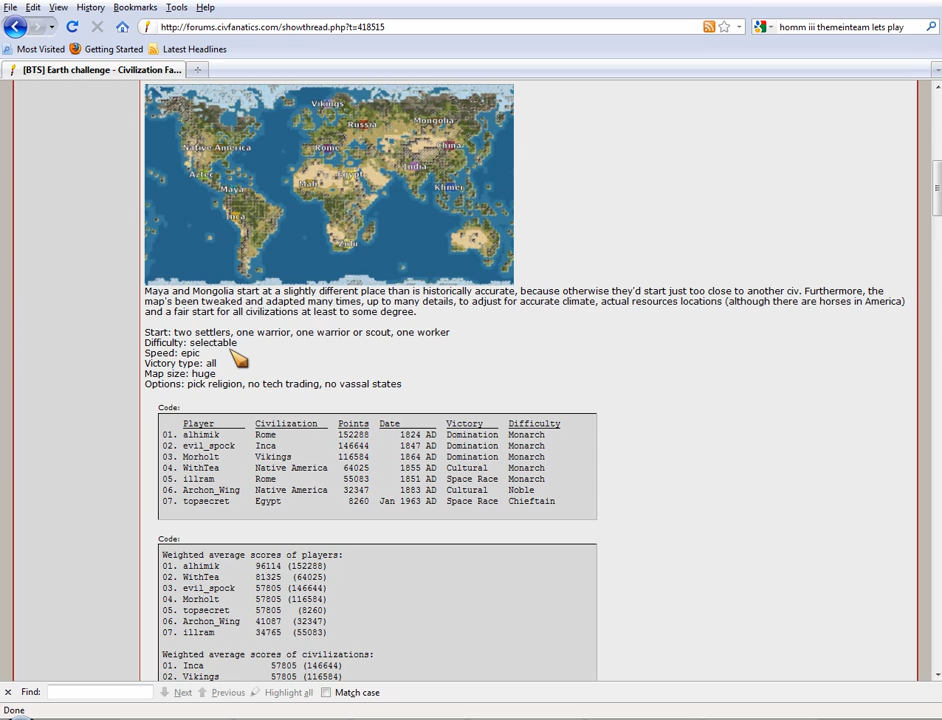 File Edit View History Bookmarks Tools Help
http://forums.civfanatics.com/showthread.php?t=418515
homm iii themeinteam lets play
Most Visited Getting Started Latest Headlines
[BTS] Earth challenge - Civilization Fa...
Vikings
Russia
Mongolia
Native America
Rome
China
Aztec
Mali
Egypt
India
Maya
Khmer
Inca
Zulu
Maya and Mongolia start at a slightly different place than is historically accurate, because otherwise they'd start just too close to another civ. Furthermore, the
map's been tweaked and adapted many times, up to many details, to adjust for accurate climate, actual resources locations (although there are horses in America)
and a fair start for all civilizations at least to some degree.
Start: two settlers, one warrior, one warrior or scout, one worker
Difficulty: selectable
Speed: epic
Victory type: all
Map size: huge
Options: pick religion, no tech trading, no vassal states
Code:
Player Civilization Points Date Victory Difficulty
01. alhimik Rome 152288 1824 AD Domination Monarch
02. evil_spock Inca 146644 1847 AD Domination Monarch
03. Morholt Vikings 116584 1864 AD Domination Monarch
04. WithTea Native America 64025 1855 AD Cultural Monarch
05. illram Rome 55083 1851 AD Space Race Monarch
06. Archon_Wing Native America 32347 1883 AD Cultural Noble
07. topsecret Egypt 8260 Jan 1963 AD Space Race Chieftain
Code:
Weighted average scores of players:
01. alhimik 96114 (152288)
02. WithTea 81325 (64025)
03. evil_spock 57805 (146644)
04. Morholt 57805 (116584)
05. topsecret 57805 (8260)
06. Archon_Wing 41087 (32347)
07. illram 34765 (55083)
Weighted average scores of civilizations:
01. Inca 57805 (146644)
02. Vikings 57805 (116584)
Find: Next Previous Highlight all Match case
Done